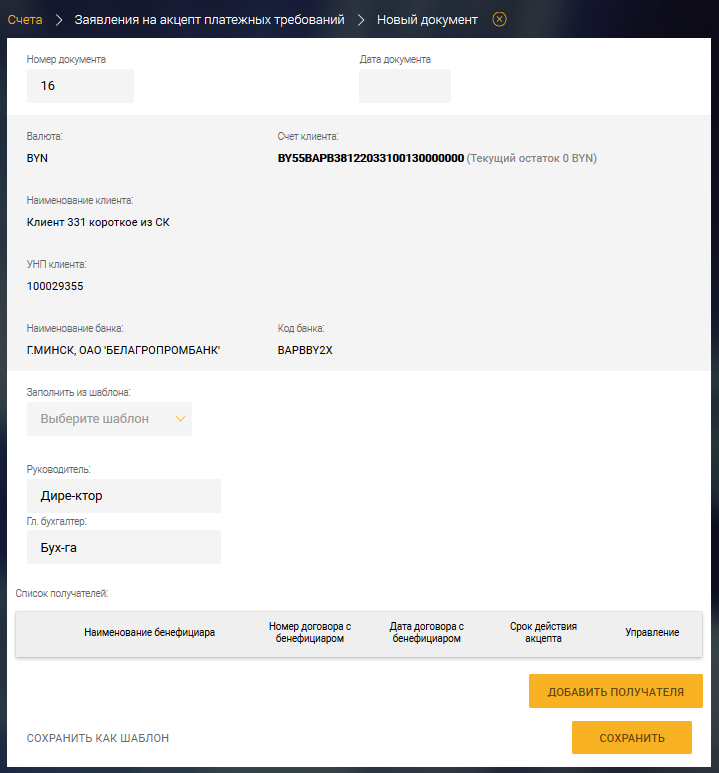 Счета > Заявления на акцепт платежных требований > Новый документ
Номер документа Дата документа
16
Валюта: Счет клиента:
BYN BY55BAPB38122033100130000000 (Текущий остаток 0 BYN)
Наименование клиента:
Клиент 331 короткое из СК
УНП клиента:
100029355
Наименование банка: Код банка:
Г.МИНСК, ОАО 'БЕЛАГРОПРОМБАНК' BAPBBY2X
Заполнить из шаблона:
Выберите шаблон
Руководитель:
Дире-ктор
Гл. бухгалтер:
Бух-га
Список получателей:
Наименование бенефициара
Номер договора с
бенефициаром
Дата договора с
бенефициаром
Срок действия
акцепта
Управление
ДОБАВИТЬ ПОЛУЧАТЕЛЯ
СОХРАНИТЬ КАК ШАБЛОН СОХРАНИТЬ